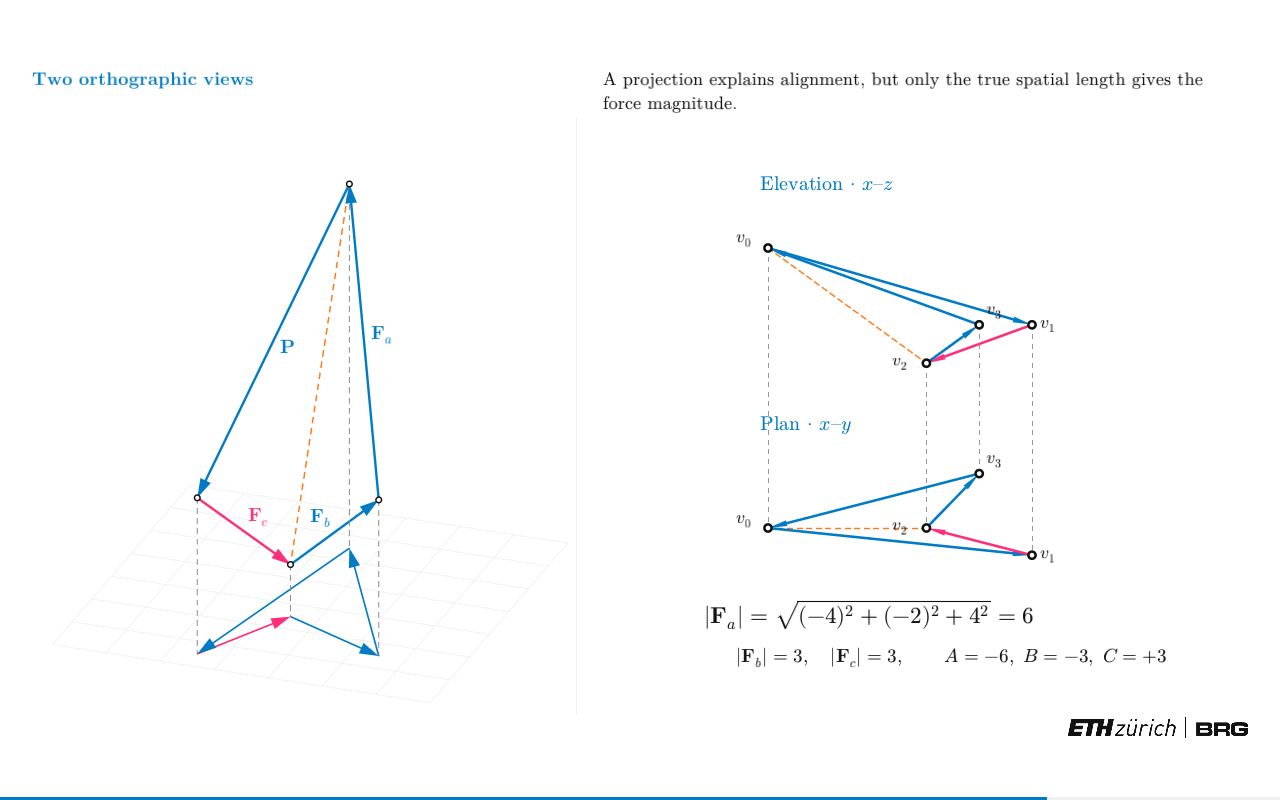 Two orthographic views
A projection explains alignment, but only the true spatial length gives the
force magnitude.
P
F_a
F_c
F_b
Elevation · x–z
v_0
v_3
v_1
v_2
Plan · x–y
v_3
v_0
v_2
v_1
|F_a| = √((−4)² + (−2)² + 4²) = 6
|F_b| = 3, |F_c| = 3, A = −6, B = −3, C = +3
ETH zürich | BRG